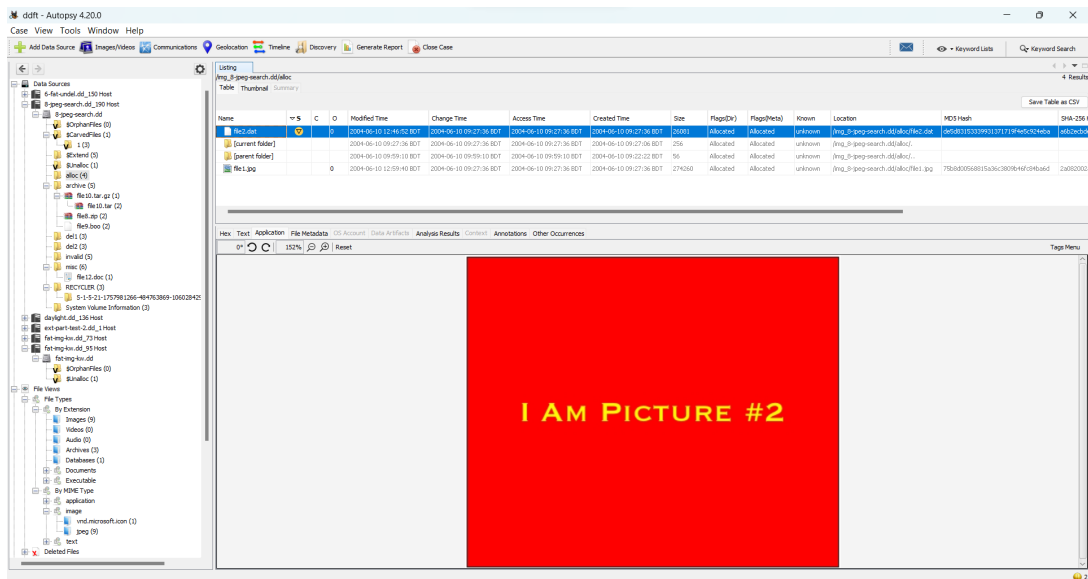 ddft - Autopsy 4.20.0
Case View Tools Window Help
Add Data Source Images/Videos Communications Geolocation Timeline Discovery Generate Report Close Case Keyword Lists Keyword Search
Listing
/img_8-jpeg-search.dd/alloc 4 Results
Table Thumbnail Summary
Save Table as CSV
Name S C O Modified Time Change Time Access Time Created Time Size Flags(Dir) Flags(Meta) Known Location MD5 Hash SHA-256
file2.dat 0 2004-06-10 12:46:52 BDT 2004-06-10 09:27:36 BDT 2004-06-10 09:27:36 BDT 2004-06-10 09:27:36 BDT 26081 Allocated Allocated unknown /img_8-jpeg-search.dd/alloc/file2.dat
[current folder] 2004-06-10 09:27:36 BDT 2004-06-10 09:27:36 BDT 2004-06-10 09:27:36 BDT 2004-06-10 09:27:06 BDT 256 Allocated Allocated unknown /img_8-jpeg-search.dd/alloc/.
[parent folder] 2004-06-10 09:59:10 BDT 2004-06-10 09:59:10 BDT 2004-06-10 09:59:10 BDT 2004-06-10 09:22:22 BDT 56 Allocated Allocated unknown /img_8-jpeg-search.dd/alloc/..
file1.jpg 0 2004-06-10 12:59:40 BDT 2004-06-10 09:27:36 BDT 2004-06-10 09:27:36 BDT 2004-06-10 09:27:36 BDT 274260 Allocated Allocated unknown /img_8-jpeg-search.dd/alloc/file1.jpg
Data Sources
6-fat-undel.dd_150 Host
8-jpeg-search.dd_190 Host
8-jpeg-search.dd
$OrphanFiles (0)
$CarvedFiles (1)
1 (3)
$Extend (5)
$Unalloc (1)
alloc (4)
archive (5)
file10.tar.gz (1)
file10.tar (2)
file8.zip (2)
file9.boo (2)
del1 (3)
del2 (3)
invalid (5)
misc (6)
file12.doc (1)
RECYCLER (3)
S-1-5-21-1757981266-484763869-106028429
System Volume Information (3)
daylight.dd_136 Host
ext-part-test-2.dd_1 Host
fat-img-kw.dd_73 Host
fat-img-kw.dd_95 Host
fat-img-kw.dd
$OrphanFiles (0)
$Unalloc (1)
File Views
File Types
By Extension
Images (9)
Videos (0)
Audio (0)
Archives (3)
Databases (1)
Documents
Executable
By MIME Type
application
image
vnd.microsoft.icon (1)
jpeg (9)
text
Deleted Files
Hex Text Application File Metadata OS Account Data Artifacts Analysis Results Context Annotations Other Occurrences
0° 152% Reset Tags Menu
I Am Picture #2